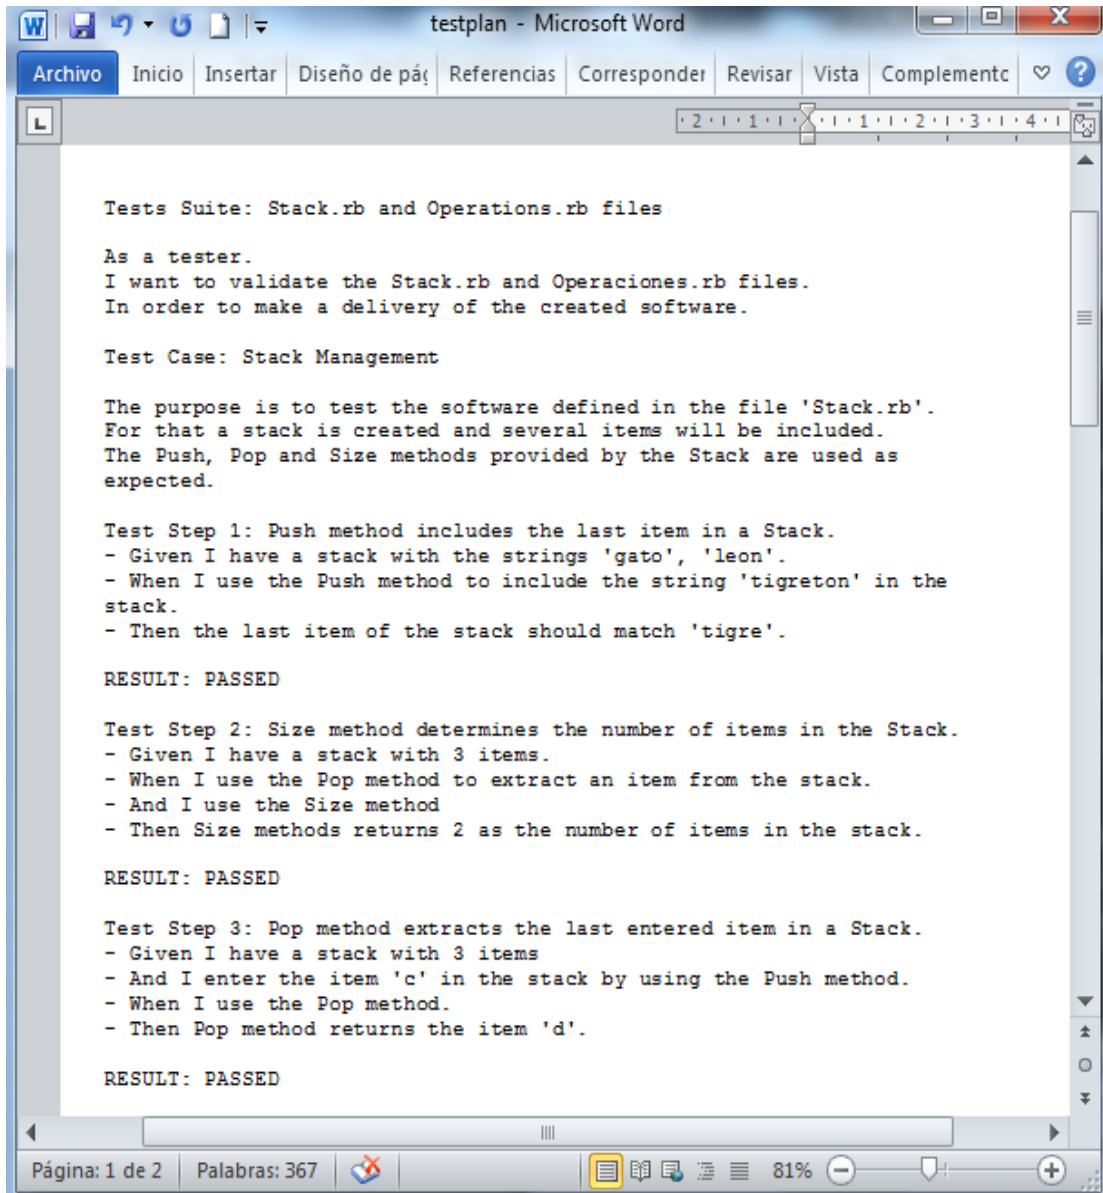 testplan - Microsoft Word
Archivo Inicio Insertar Diseño de pág Referencias Corresponder Revisar Vista Complemento
2 1 1 2 3 4
Tests Suite: Stack.rb and Operations.rb files
As a tester.
I want to validate the Stack.rb and Operaciones.rb files.
In order to make a delivery of the created software.
Test Case: Stack Management
The purpose is to test the software defined in the file 'Stack.rb'.
For that a stack is created and several items will be included.
The Push, Pop and Size methods provided by the Stack are used as
expected.
Test Step 1: Push method includes the last item in a Stack.
- Given I have a stack with the strings 'gato', 'leon'.
- When I use the Push method to include the string 'tigreton' in the
stack.
- Then the last item of the stack should match 'tigre'.
RESULT: PASSED
Test Step 2: Size method determines the number of items in the Stack.
- Given I have a stack with 3 items.
- When I use the Pop method to extract an item from the stack.
- And I use the Size method
- Then Size methods returns 2 as the number of items in the stack.
RESULT: PASSED
Test Step 3: Pop method extracts the last entered item in a Stack.
- Given I have a stack with 3 items
- And I enter the item 'c' in the stack by using the Push method.
- When I use the Pop method.
- Then Pop method returns the item 'd'.
RESULT: PASSED
Página: 1 de 2 Palabras: 367 81%